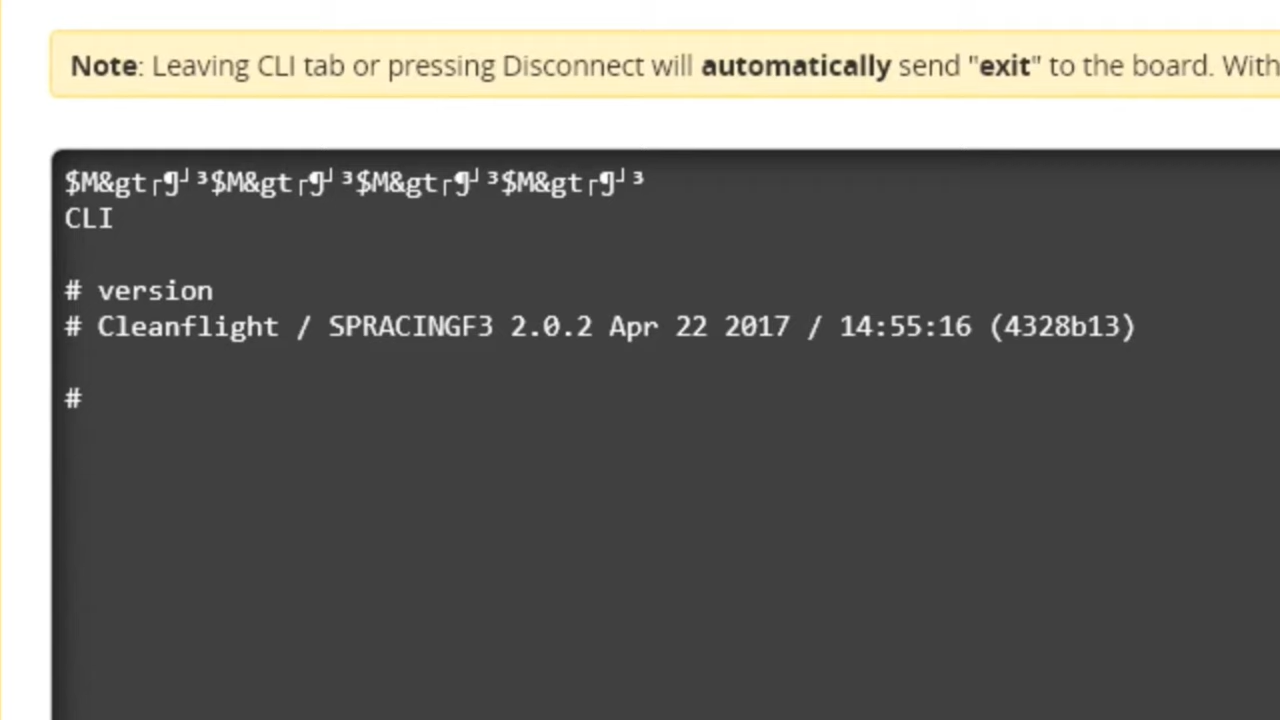 Note: Leaving CLI tab or pressing Disconnect will automatically send "exit" to the board. With
$M&gt┌¶┘³$M&gt┌¶┘³$M&gt┌¶┘³$M&gt┌¶┘³
CLI
# version
# Cleanflight / SPRACINGF3 2.0.2 Apr 22 2017 / 14:55:16 (4328b13)
#